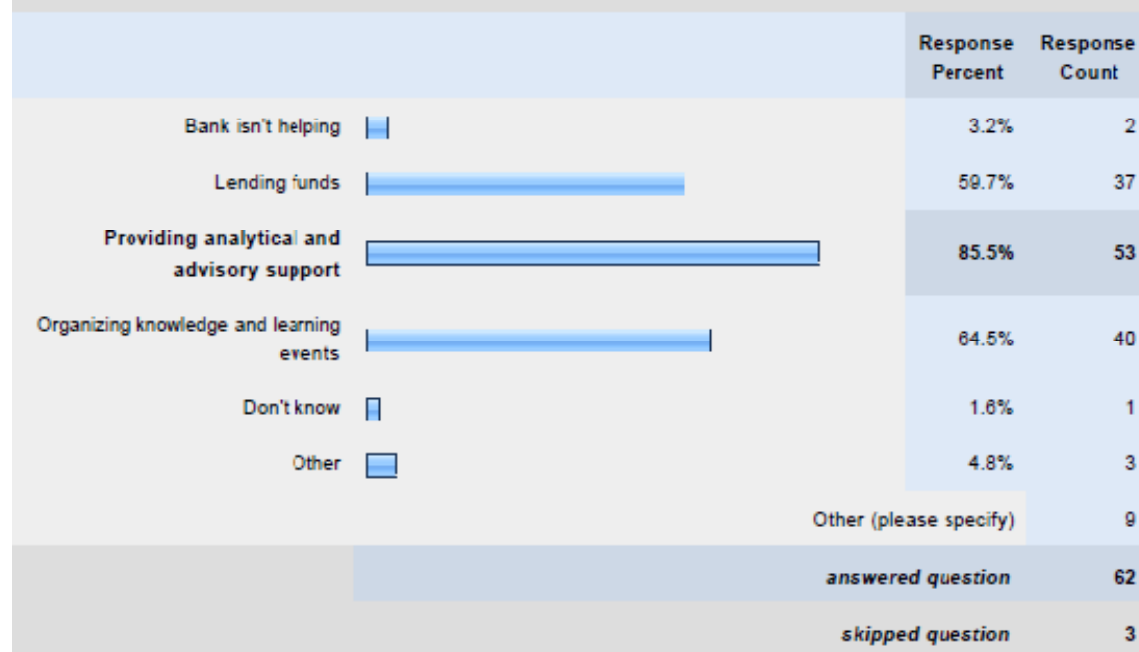 Response Response
Percent Count
Bank isn't helping 3.2% 2
Lending funds 59.7% 37
Providing analytical and
advisory support 85.5% 53
Organizing knowledge and learning
events 64.5% 40
Don't know 1.6% 1
Other 4.8% 3
Other (please specify) 9
answered question 62
skipped question 3